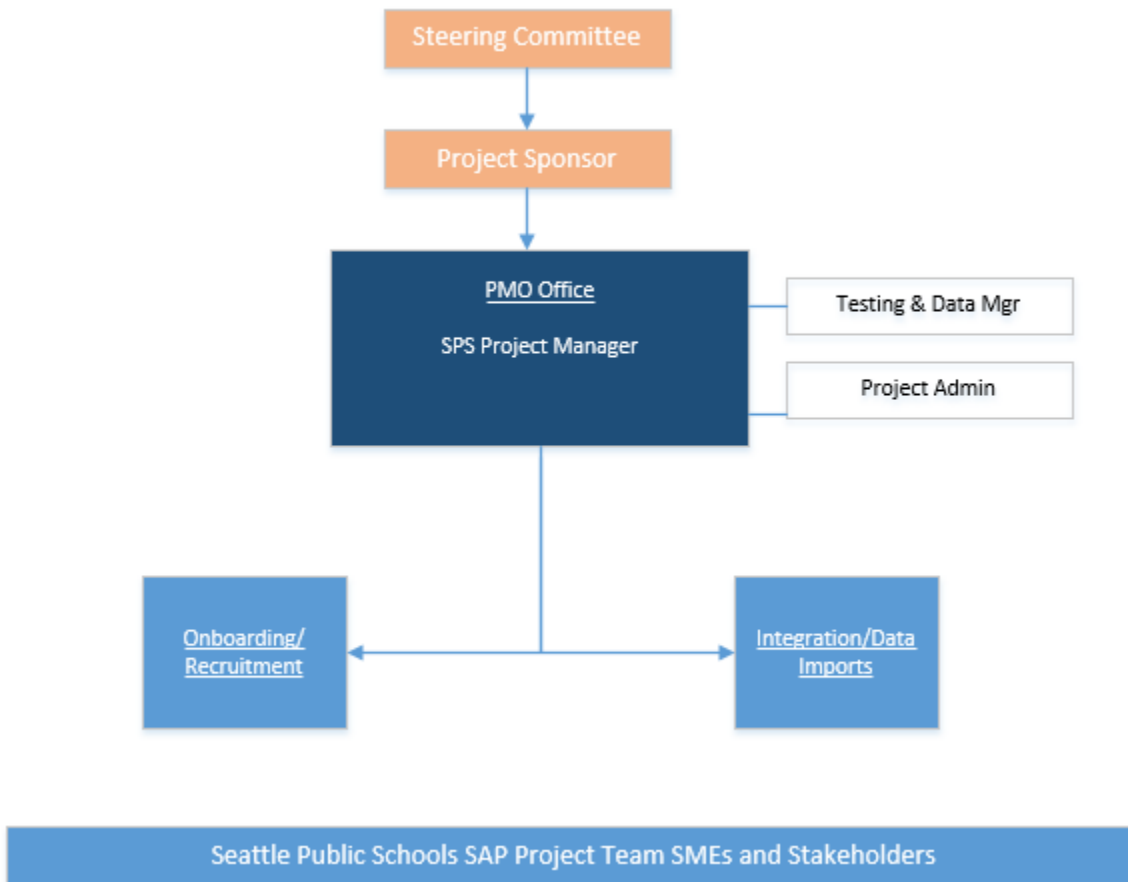 Steering Committee
Project Sponsor
PMO Office
SPS Project Manager
Testing & Data Mgr
Project Admin
Onboarding/
Recruitment
Integration/Data
Imports
Seattle Public Schools SAP Project Team SMEs and Stakeholders